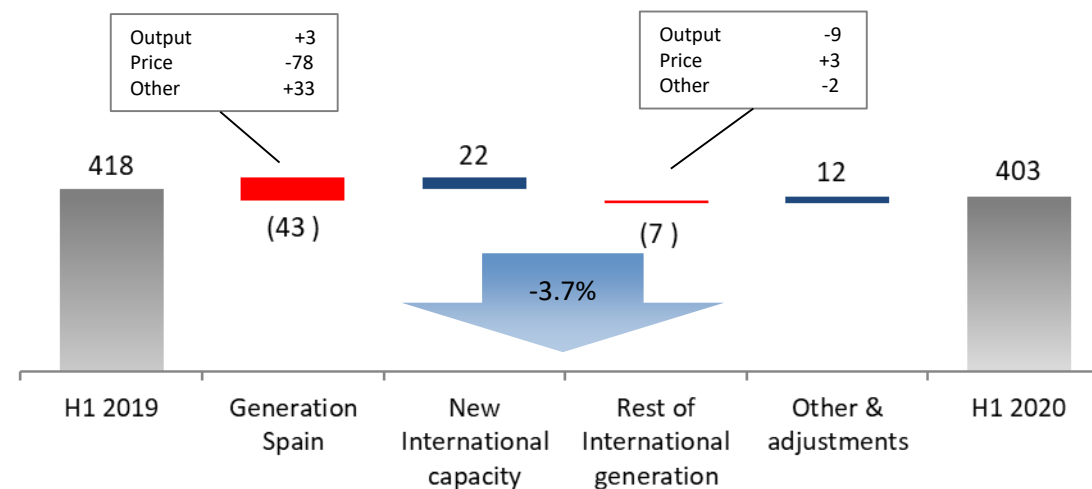 Output +3
Price -78
Other +33
Output -9
Price +3
Other -2
418
(43 )
22
(7 )
12
403
-3.7%
H1 2019
Generation
Spain
New
International
capacity
Rest of
International
generation
Other &
adjustments
H1 2020